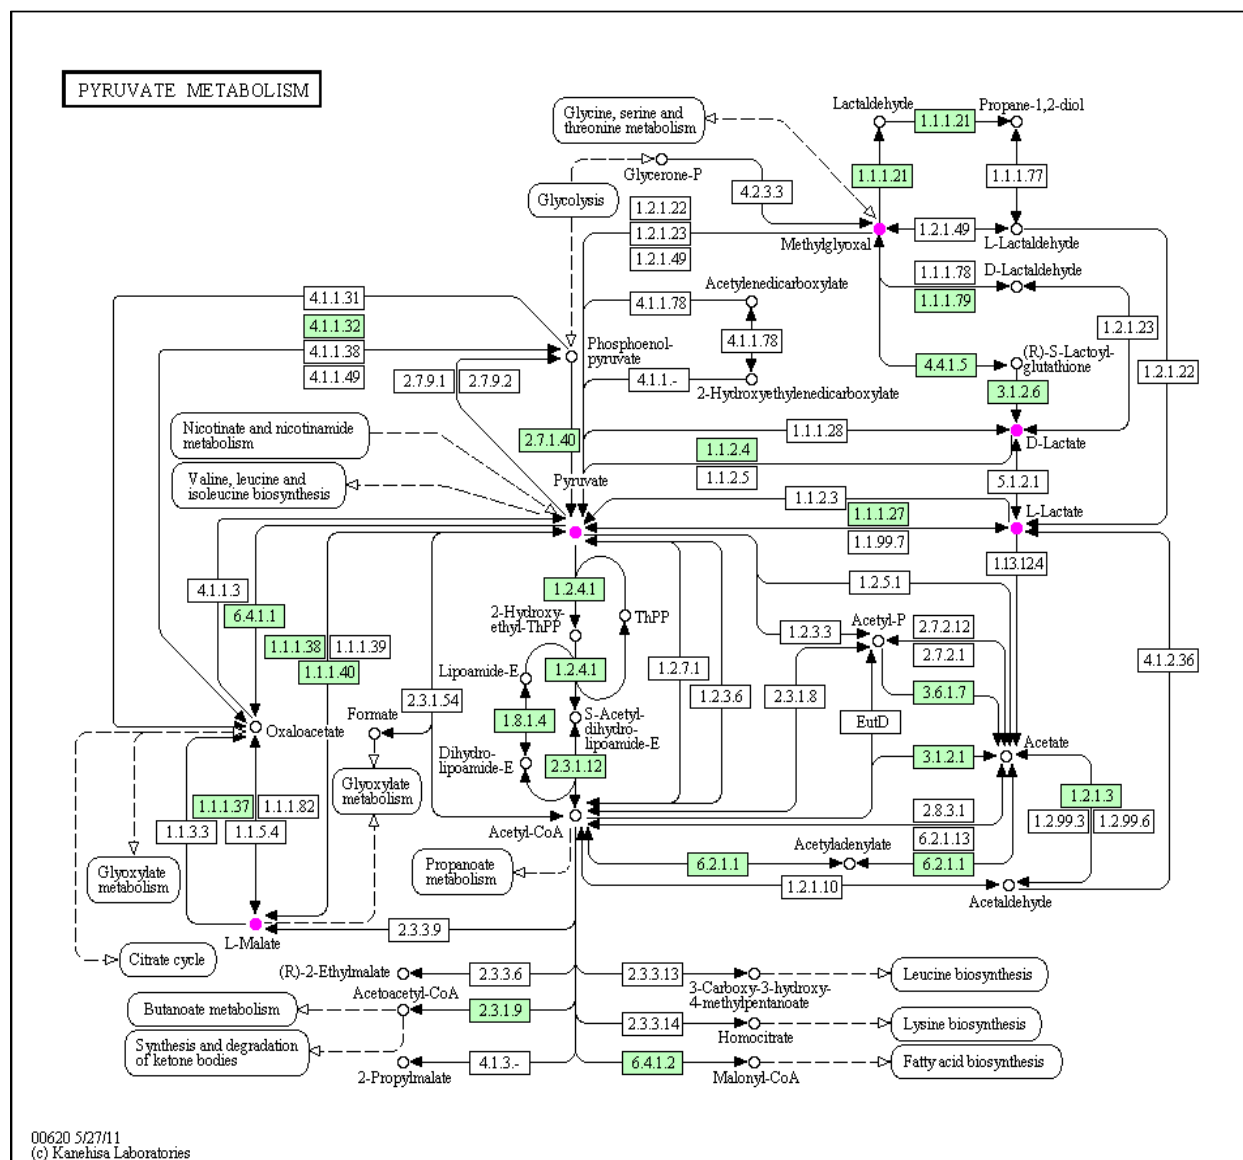 PYRUVATE METABOLISM
Lactaldehyde
Propane-1,2-diol
Glycine, serine and
threonine metabolism
1.1.1.21
Glycerone-P
4.2.3.3
1.1.1.21
1.1.1.77
Glycolysis
1.2.1.22
1.2.1.23
1.2.1.49
Methylglyoxal
1.2.1.49
L-Lactaldehyde
1.1.1.78
1.1.1.79
D-Lactaldehyde
Acetylenedicarboxylate
4.1.1.31
4.1.1.32
4.1.1.38
4.1.1.49
4.1.1.78
4.1.1.78
1.2.1.23
Phosphoenol-
pyruvate
(R)-S-Lactoyl-
glutathione
4.4.1.5
1.2.1.22
2.7.9.1
2.7.9.2
4.1.1.-
2-Hydroxyethylenedicarboxylate
3.1.2.6
Nicotinate and nicotinamide
metabolism
2.7.1.40
1.1.1.28
D-Lactate
1.1.2.4
1.1.2.5
Valine, leucine and
isoleucine biosynthesis
Pyruvate
5.1.2.1
1.1.2.3
L-Lactate
1.1.1.27
1.1.99.7
1.13.12.4
4.1.1.3
6.4.1.1
1.2.4.1
1.2.5.1
2-Hydroxy-
ethyl-ThPP
ThPP
Acetyl-P
1.1.1.38
1.1.1.39
1.1.1.40
1.2.3.3
2.7.2.12
2.7.2.1
Lipoamide-E
1.2.4.1
1.2.7.1
4.1.2.36
2.3.1.54
1.2.3.6
2.3.1.8
3.6.1.7
Formate
1.8.1.4
S-Acetyl-
dihydro-
lipoamide-E
EutD
Oxaloacetate
Acetate
Dihydro-
lipoamide-E
2.3.1.12
3.1.2.1
Glyoxylate
metabolism
1.2.1.3
1.1.1.37
1.1.1.82
1.1.3.3
1.1.5.4
Acetyl-CoA
2.8.3.1
1.2.99.3
1.2.99.6
6.2.1.13
Acetyladenylate
6.2.1.1
6.2.1.1
Glyoxylate
metabolism
Propanoate
metabolism
1.2.1.10
Acetaldehyde
L-Malate
2.3.3.9
Citrate cycle
(R)-2-Ethylmalate
2.3.3.6
2.3.3.13
3-Carboxy-3-hydroxy-
4-methylpentanoate
Leucine biosynthesis
Acetoacetyl-CoA
Butanoate metabolism
2.3.1.9
2.3.3.14
Homocitrate
Lysine biosynthesis
Synthesis and degradation
of ketone bodies
4.1.3.-
2-Propylmalate
6.4.1.2
Malonyl-CoA
Fatty acid biosynthesis
00620 5/27/11
(c) Kanehisa Laboratories